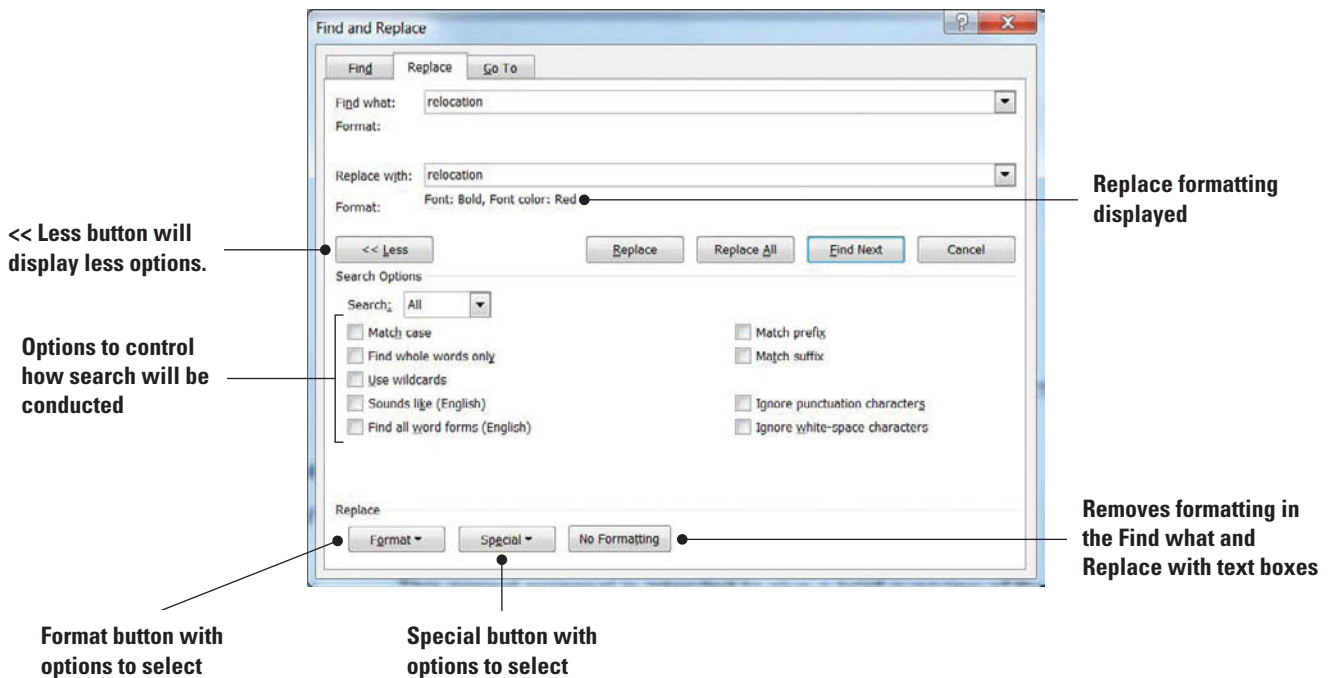 Find and Replace
Find Replace Go To
Find what: relocation
Format:
Replace with: relocation
Format: Font: Bold, Font color: Red
Replace formatting
displayed
<< Less button will
display less options.
<< Less Replace Replace All Find Next Cancel
Search Options
Search: All
Options to control
how search will be
conducted
Match case Match prefix
Find whole words only Match suffix
Use wildcards
Sounds like (English) Ignore punctuation characters
Find all word forms (English) Ignore white-space characters
Replace
Format Special No Formatting
Removes formatting in
the Find what and
Replace with text boxes
Format button with
options to select
Special button with
options to select